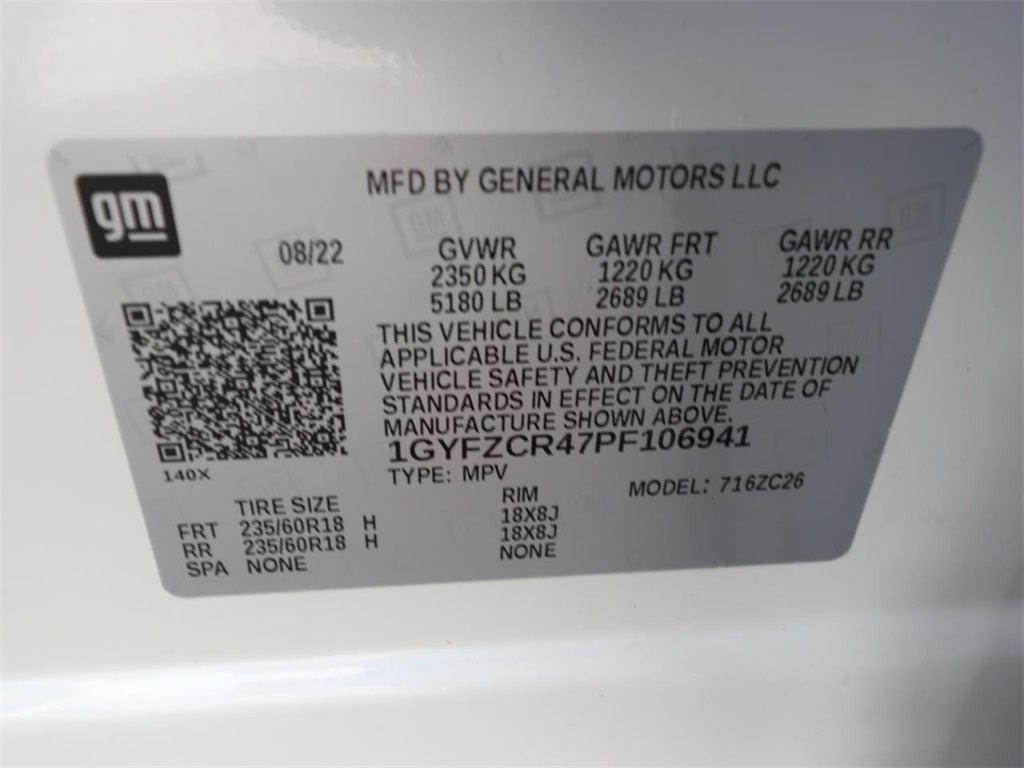 gm
MFD BY GENERAL MOTORS LLC
08/22
GVWR GAWR FRT GAWR RR
2350 KG 1220 KG 1220 KG
5180 LB 2689 LB 2689 LB
THIS VEHICLE CONFORMS TO ALL
APPLICABLE U.S. FEDERAL MOTOR
VEHICLE SAFETY AND THEFT PREVENTION
STANDARDS IN EFFECT ON THE DATE OF
MANUFACTURE SHOWN ABOVE.
1GYFZCR47PF106941
140X
TYPE: MPV MODEL: 716ZC26
TIRE SIZE RIM
FRT 235/60R18 H 18X8J
RR 235/60R18 H 18X8J
SPA NONE NONE